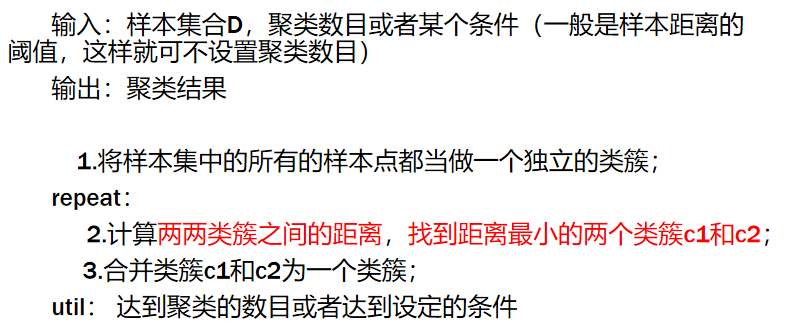 输入：样本集合D，聚类数目或者某个条件（一般是样本距离的
阈值，这样就可不设置聚类数目）
输出：聚类结果
1.将样本集中的所有的样本点都当做一个独立的类簇；
repeat：
2.计算两两类簇之间的距离，找到距离最小的两个类簇c1和c2；
3.合并类簇c1和c2为一个类簇；
util： 达到聚类的数目或者达到设定的条件